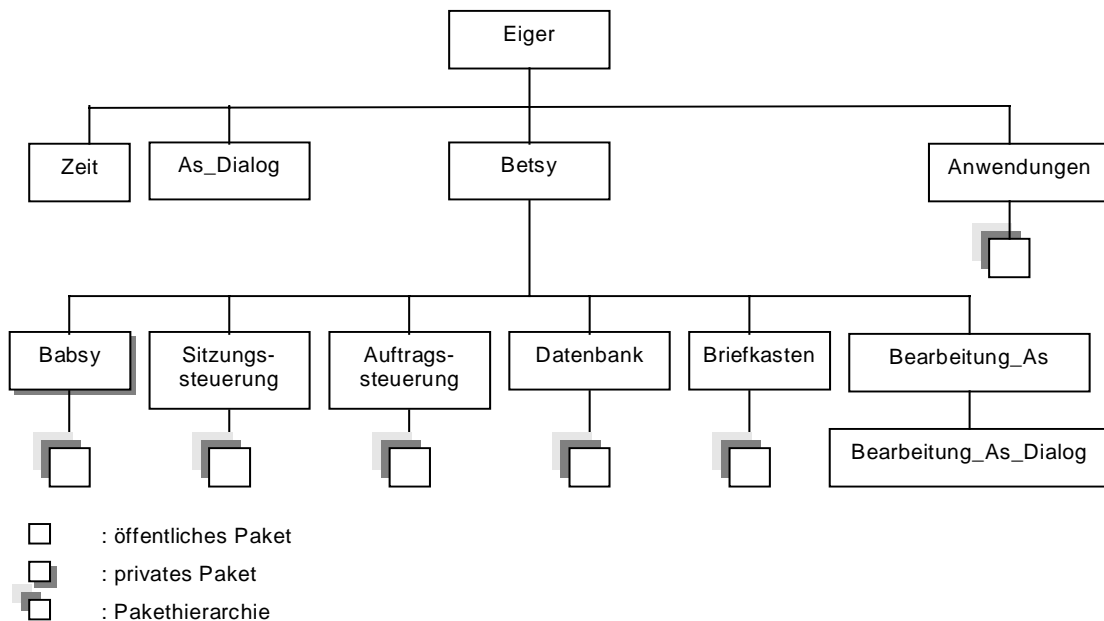 Eiger
Zeit
As_Dialog
Betsy
Anwendungen
Babsy
Sitzungs-
steuerung
Auftrags-
steuerung
Datenbank
Briefkasten
Bearbeitung_As
Bearbeitung_As_Dialog
: öffentliches Paket
: privates Paket
: Pakethierarchie